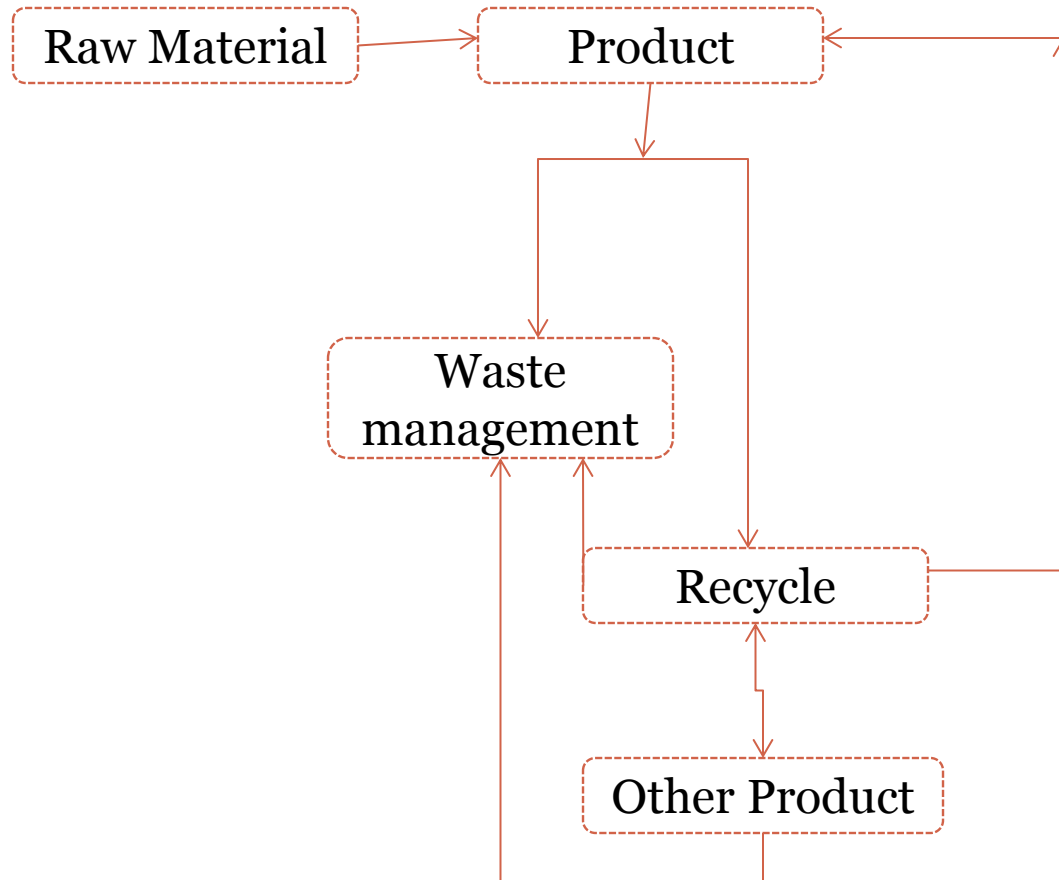 Raw Material
Product
Waste
management
Recycle
Other Product